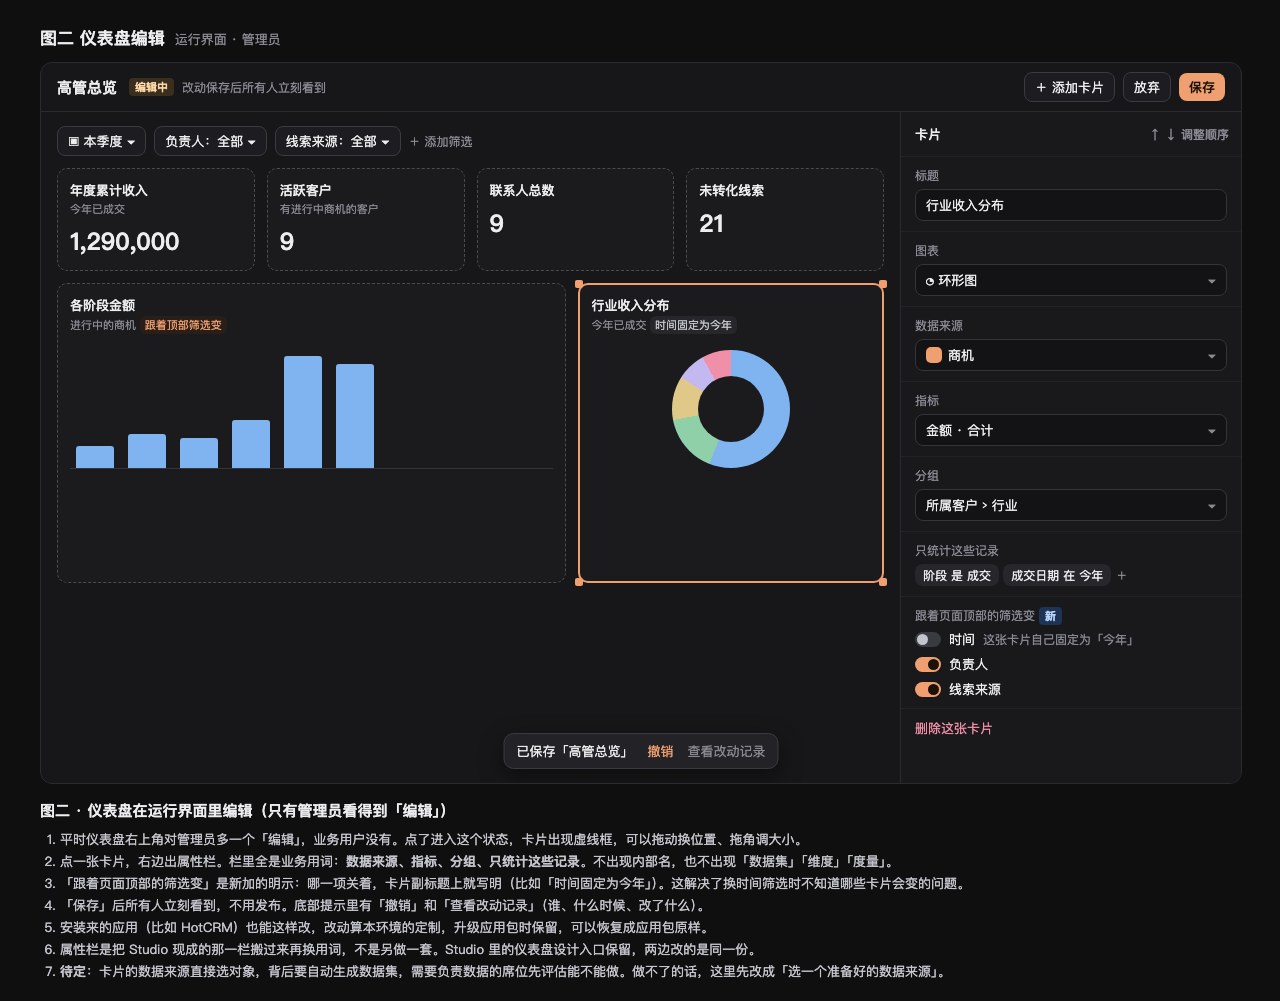 图二 仪表盘编辑 运行界面 · 管理员
高管总览 编辑中 改动保存后所有人立刻看到
+ 添加卡片 放弃 保存
本季度 负责人：全部 线索来源：全部 + 添加筛选
年度累计收入
今年已成交
1,290,000
活跃客户
有进行中商机的客户
9
联系人总数
9
未转化线索
21
各阶段金额
进行中的商机 跟着顶部筛选变
行业收入分布
今年已成交 时间固定为今年
卡片 ↑ ↓ 调整顺序
标题
行业收入分布
图表
环形图
数据来源
商机
指标
金额 · 合计
分组
所属客户 › 行业
只统计这些记录
阶段 是 成交 成交日期 在 今年 +
跟着页面顶部的筛选变 新
时间 这张卡片自己固定为「今年」
负责人
线索来源
删除这张卡片
已保存「高管总览」 撤销 查看改动记录
图二 · 仪表盘在运行界面里编辑（只有管理员看得到「编辑」）
1. 平时仪表盘右上角对管理员多一个「编辑」，业务用户没有。点了进入这个状态，卡片出现虚线框，可以拖动换位置、拖角调大小。
2. 点一张卡片，右边出属性栏。栏里全是业务用词：数据来源、指标、分组、只统计这些记录。不出现内部名，也不出现「数据集」「维度」「度量」。
3. 「跟着页面顶部的筛选变」是新加的明示：哪一项关着，卡片副标题上就写明（比如「时间固定为今年」）。这解决了换时间筛选时不知道哪些卡片会变的问题。
4. 「保存」后所有人立刻看到，不用发布。底部提示里有「撤销」和「查看改动记录」（谁、什么时候、改了什么）。
5. 安装来的应用（比如 HotCRM）也能这样改，改动算本环境的定制，升级应用包时保留，可以恢复成应用包原样。
6. 属性栏是把 Studio 现成的那一栏搬过来再换用词，不是另做一套。Studio 里的仪表盘设计入口保留，两边改的是同一份。
7. 待定：卡片的数据来源直接选对象，背后要自动生成数据集，需要负责数据的席位先评估能不能做。做不了的话，这里先改成「选一个准备好的数据来源」。